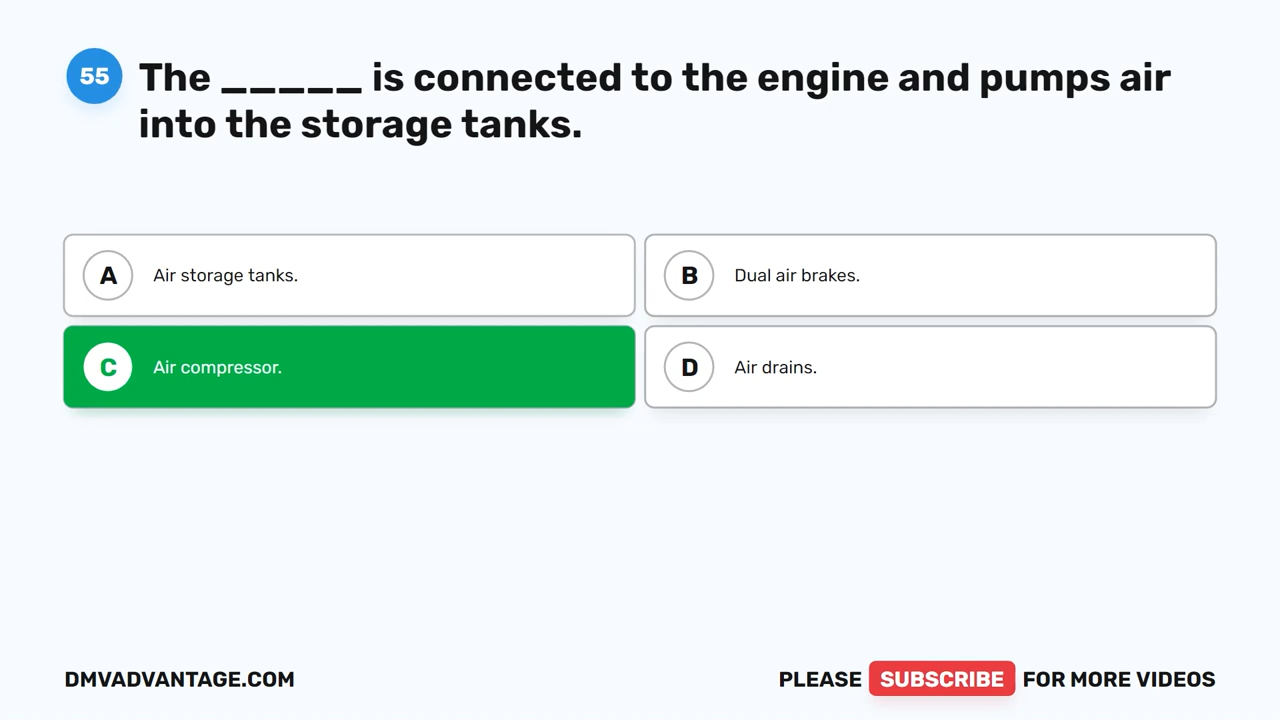 55
The _____ is connected to the engine and pumps air
into the storage tanks.
A Air storage tanks.
B Dual air brakes.
C Air compressor.
D Air drains.
DMVADVANTAGE.COM
PLEASE SUBSCRIBE FOR MORE VIDEOS